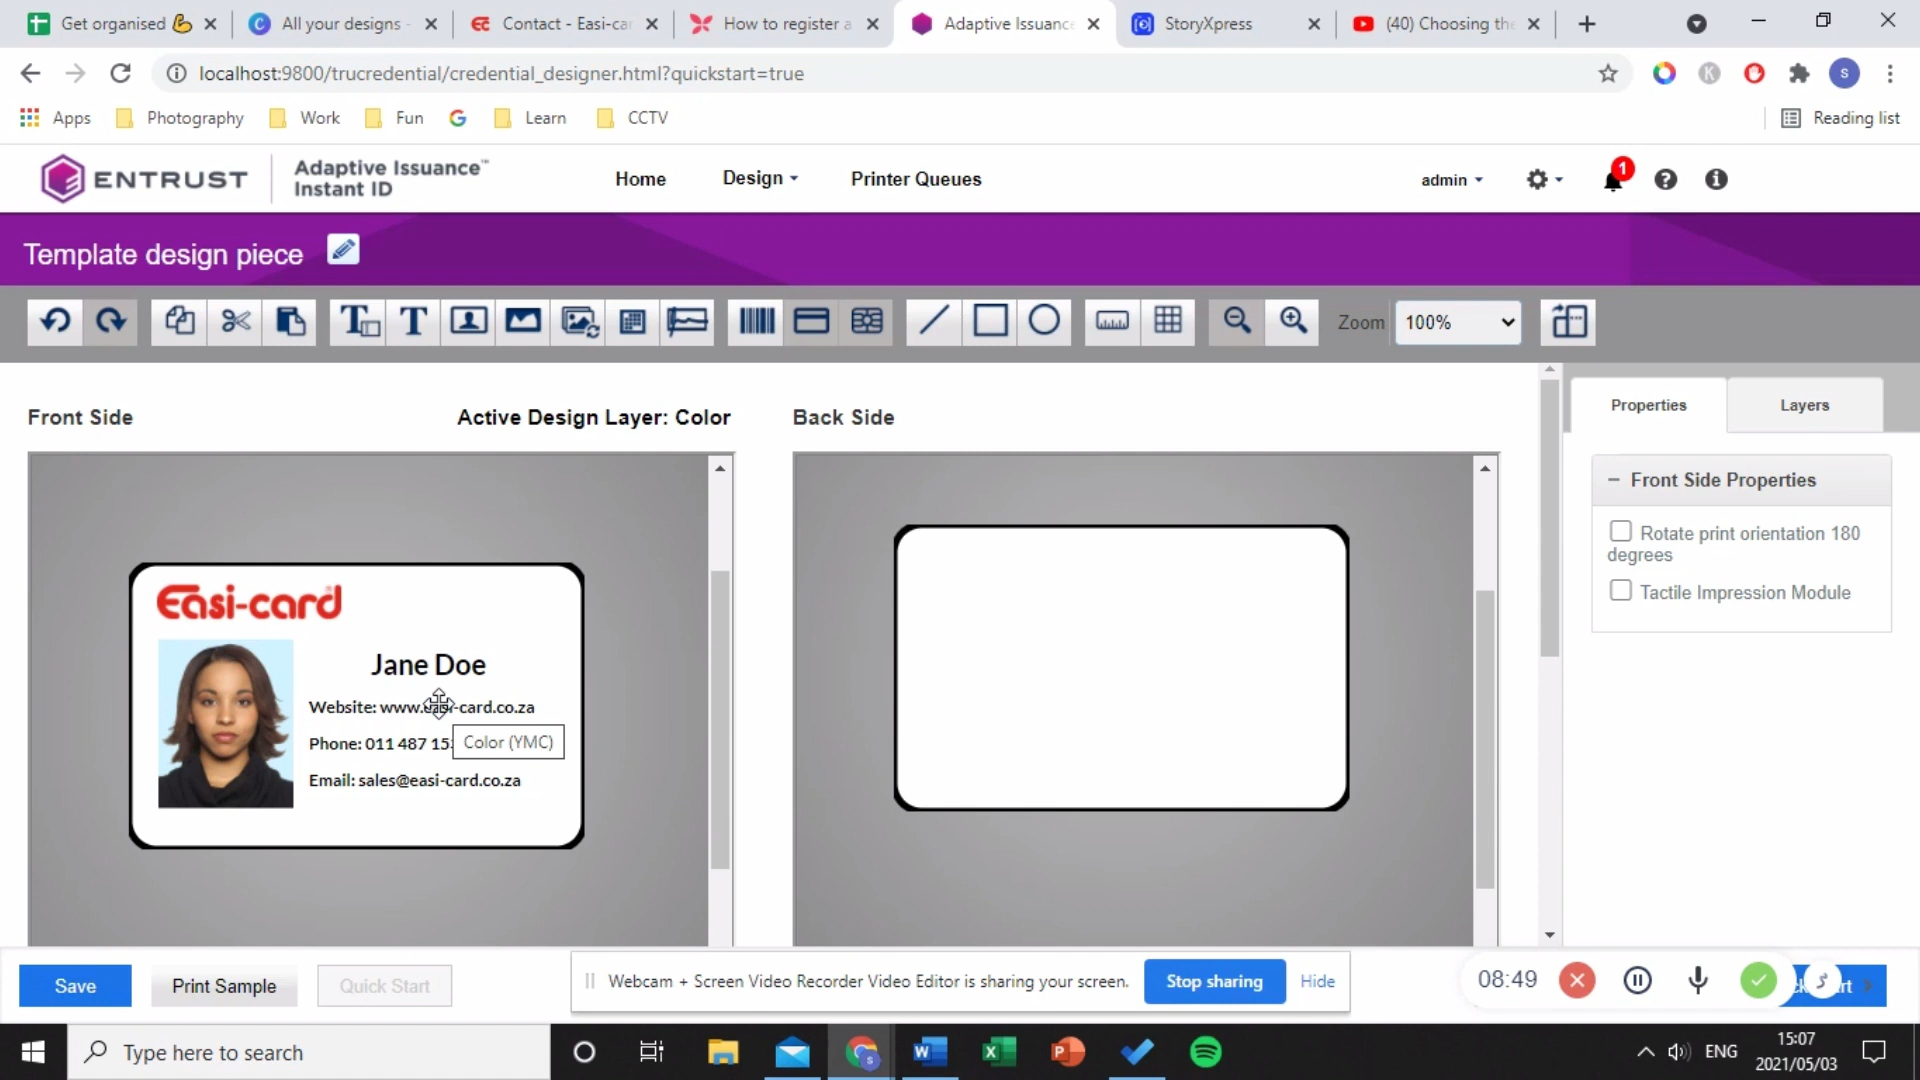 Get organised 💪
All your designs -
Contact - Easi-car
How to register a
Adaptive Issuance
StoryXpress
(40) Choosing the
localhost:9800/trucredential/credential_designer.html?quickstart=true
K
S
Apps
Photography
Work
Fun
Learn
CCTV
Reading list
ENTRUST
Adaptive Issuance™
Instant ID
Home
Design
Printer Queues
admin
1
Template design piece
Zoom
100%
Front Side
Active Design Layer: Color
Back Side
Properties
Layers
Front Side Properties
Rotate print orientation 180
degrees
Tactile Impression Module
Easi-card®
Jane Doe
Website: www.easi-card.co.za
Phone: 011 487
Color (YMC)
Email: sales@easi-card.co.za
Save
Print Sample
Quick Start
Webcam + Screen Video Recorder Video Editor is sharing your screen.
Stop sharing
Hide
08:49
Type here to search
ENG
15:07
2021/05/03